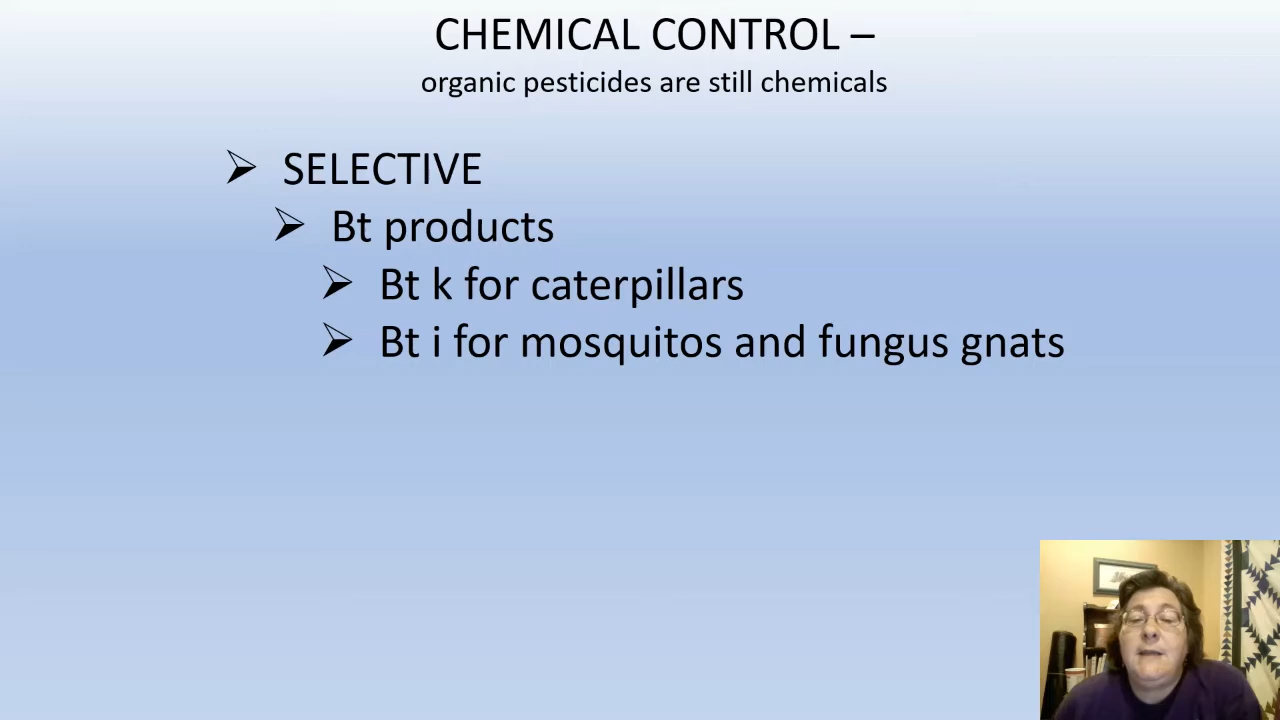 CHEMICAL CONTROL –
organic pesticides are still chemicals
SELECTIVE
Bt products
Bt k for caterpillars
Bt i for mosquitos and fungus gnats